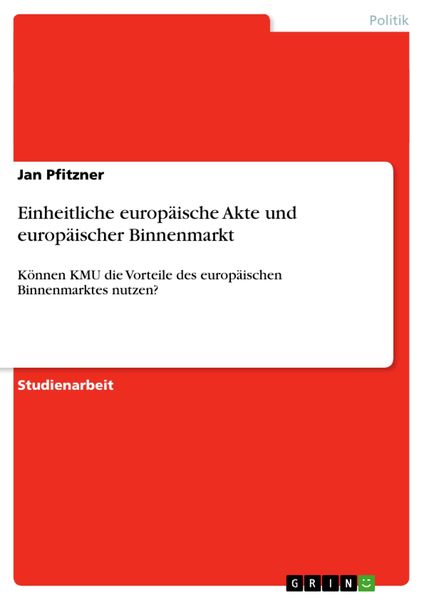 Politik
Jan Pfitzner
Einheitliche europäische Akte und
europäischer Binnenmarkt
Können KMU die Vorteile des europäischen
Binnenmarktes nutzen?
Studienarbeit
GRIN